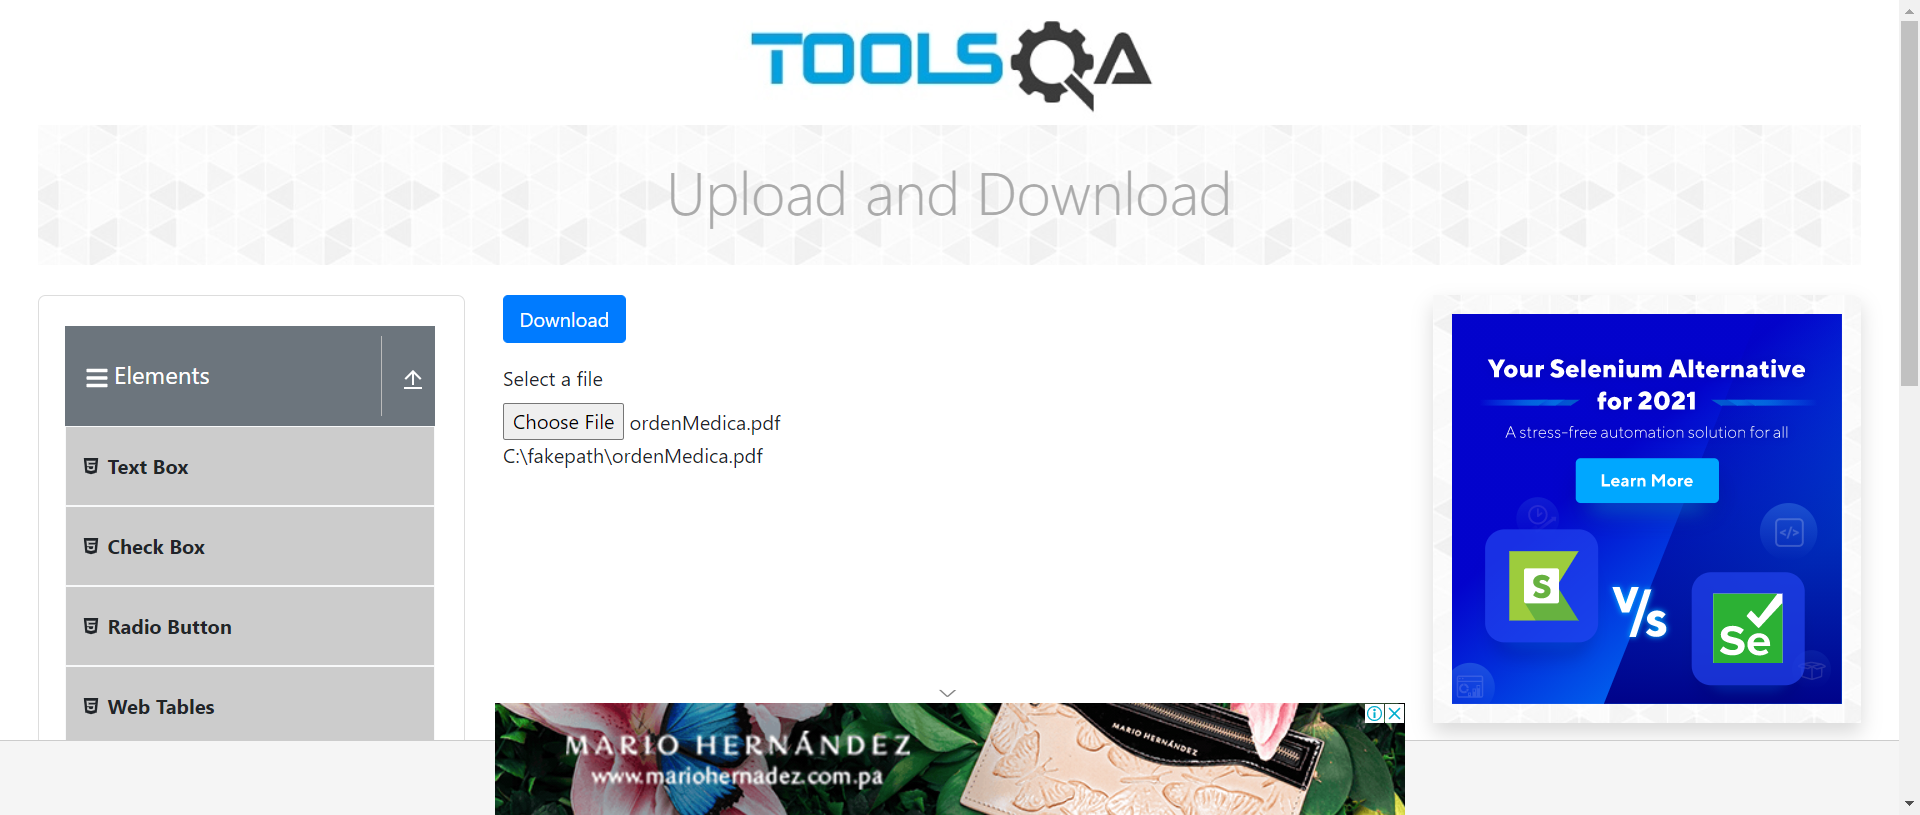 TOOLSQA
Upload and Download
Elements
Text Box
Check Box
Radio Button
Web Tables
Download
Select a file
Choose File ordenMedica.pdf
C:\fakepath\ordenMedica.pdf
Your Selenium Alternative
for 2021
A stress-free automation solution for all
Learn More
S
V/s
Se
MARIO HERNÁNDEZ
www.mariohernadez.com.pa
MARIO HERNÁNDEZ